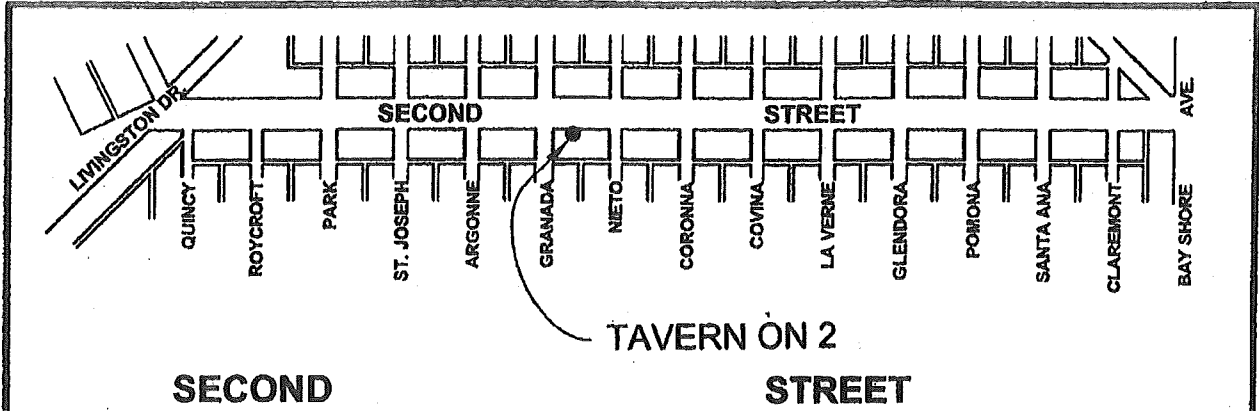 SECOND STREET
LIVINGSTON DR.
AVE.
QUINCY
ROYCROFT
PARK
ST. JOSEPH
ARGONNE
GRANADA
NIETO
CORONNA
COVINA
LA VERNE
GLENDORA
POMONA
SANTA ANA
CLAREMONT
BAY SHORE
TAVERN ON 2
SECOND STREET